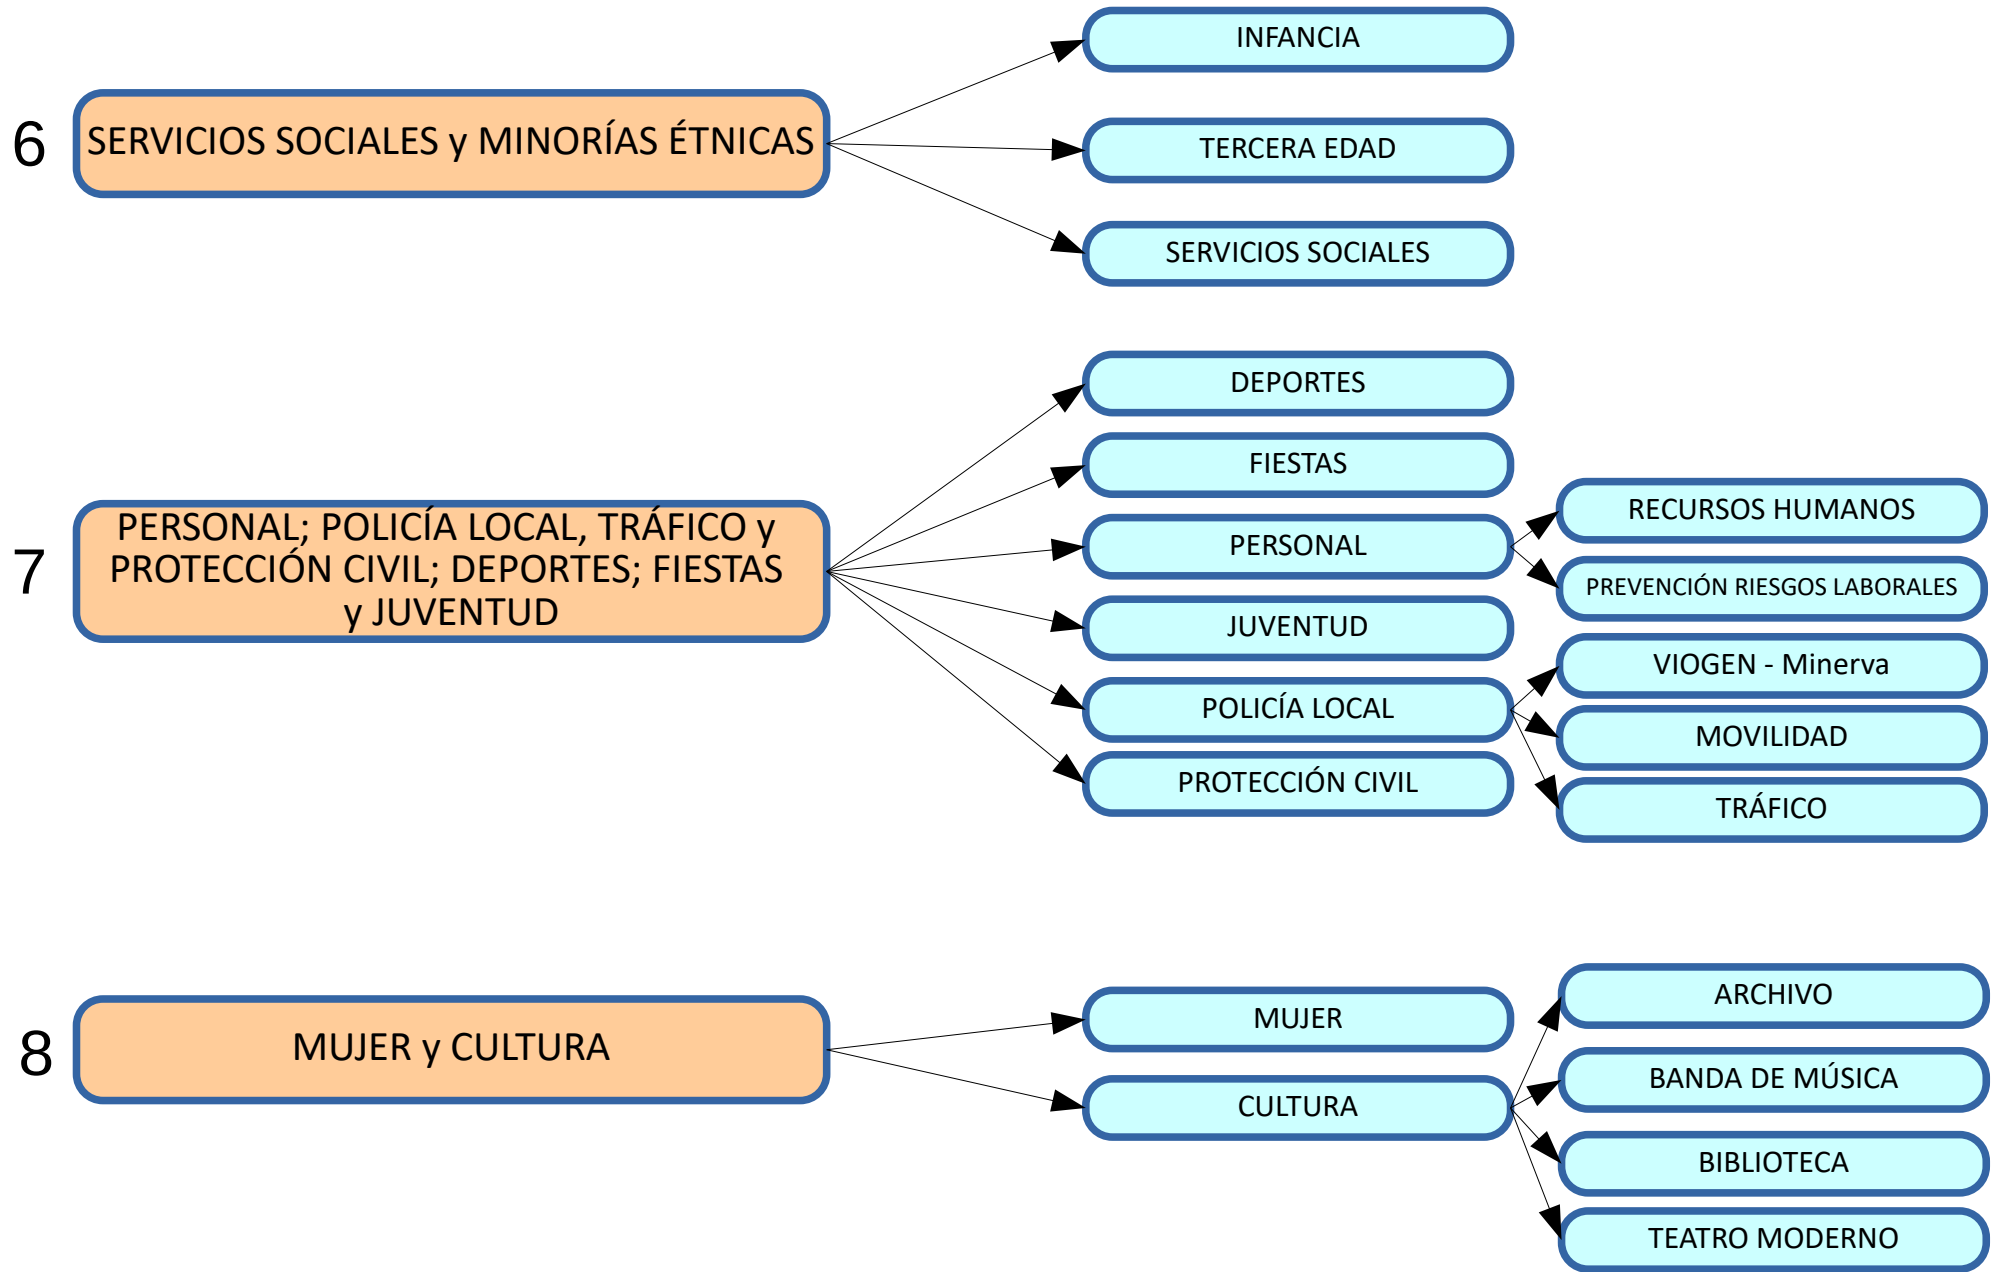 INFANCIA
6
SERVICIOS SOCIALES y MINORÍAS ÉTNICAS
TERCERA EDAD
SERVICIOS SOCIALES
DEPORTES
FIESTAS
7
PERSONAL; POLICÍA LOCAL, TRÁFICO y
PROTECCIÓN CIVIL; DEPORTES; FIESTAS
y JUVENTUD
PERSONAL
RECURSOS HUMANOS
PREVENCIÓN RIESGOS LABORALES
JUVENTUD
POLICÍA LOCAL
VIOGEN - Minerva
MOVILIDAD
TRÁFICO
PROTECCIÓN CIVIL
8
MUJER y CULTURA
MUJER
CULTURA
ARCHIVO
BANDA DE MÚSICA
BIBLIOTECA
TEATRO MODERNO